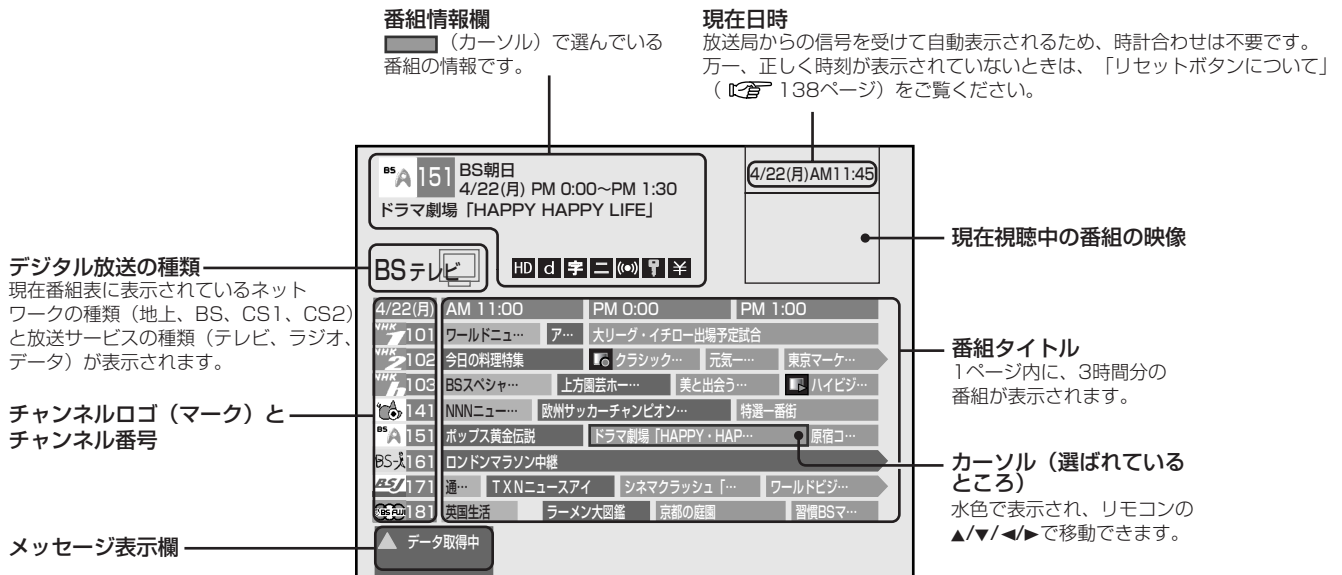 番組情報欄
（カーソル）で選んでいる
番組の情報です。
現在日時
放送局からの信号を受けて自動表示されるため、時計合わせは不要です。
万一、正しく時刻が表示されていないときは、「リセットボタンについて」
（ 138ページ）をご覧ください。
BS A 151 BS朝日
4/22(月) PM 0:00～PM 1:30
ドラマ劇場「HAPPY HAPPY LIFE」
4/22(月)AM11:45
現在視聴中の番組の映像
デジタル放送の種類
現在番組表に表示されているネット
ワークの種類（地上、BS、CS1、CS2）
と放送サービスの種類（テレビ、ラジオ、
データ）が表示されます。
BSテレビ
HD d 字 二 ¥
4/22(月) AM 11:00 PM 0:00 PM 1:00
NHK 7 101 ワールドニュ… ア… 大リーグ・イチロー出場予定試合
NHK 2 102 今日の料理特集 クラシック… 元気一… 東京マーケ…
NHK h 103 BSスペシャ… 上方園芸ホー… 美と出会う… ハイビジ…
141 NNNニュー… 欧州サッカーチャンピオン… 特選一番街
BS A 151 ポップス黄金伝説 ドラマ劇場「HAPPY・HAP… 原宿コ…
BS-i 161 ロンドンマラソン中継
BSJ 171 通… TXNニュースアイ シネマクラッシュ「… ワールドビジ…
BS FUJI 181 英国生活 ラーメン大図鑑 京都の庭園 習慣BSマ…
データ取得中
番組タイトル
1ページ内に、3時間分の
番組が表示されます。
チャンネルロゴ（マーク）と
チャンネル番号
カーソル（選ばれている
ところ）
水色で表示され、リモコンの
▲/▼/◄/►で移動できます。
メッセージ表示欄